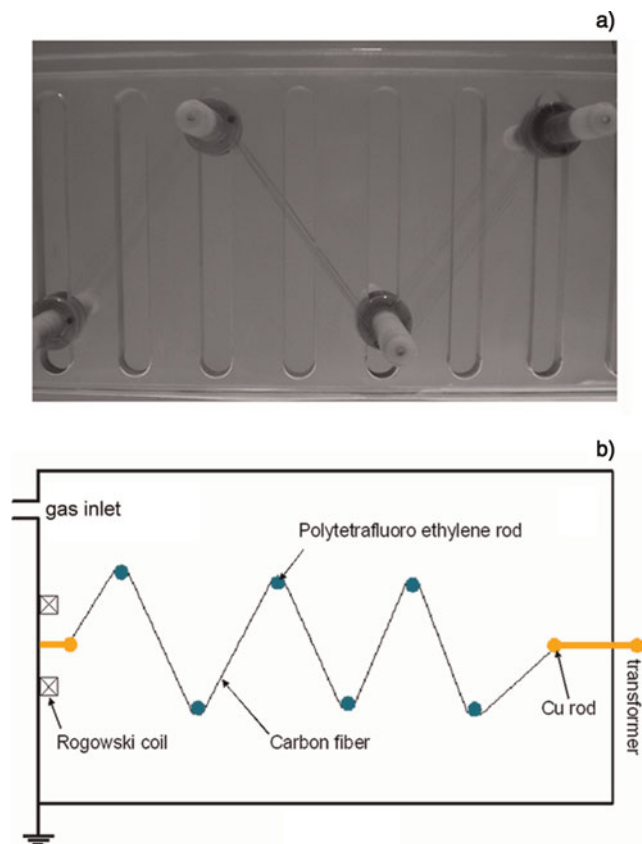 a)
b)
gas inlet
Polytetrafluoro ethylene rod
Cu rod
transformer
Rogowski coil
Carbon fiber